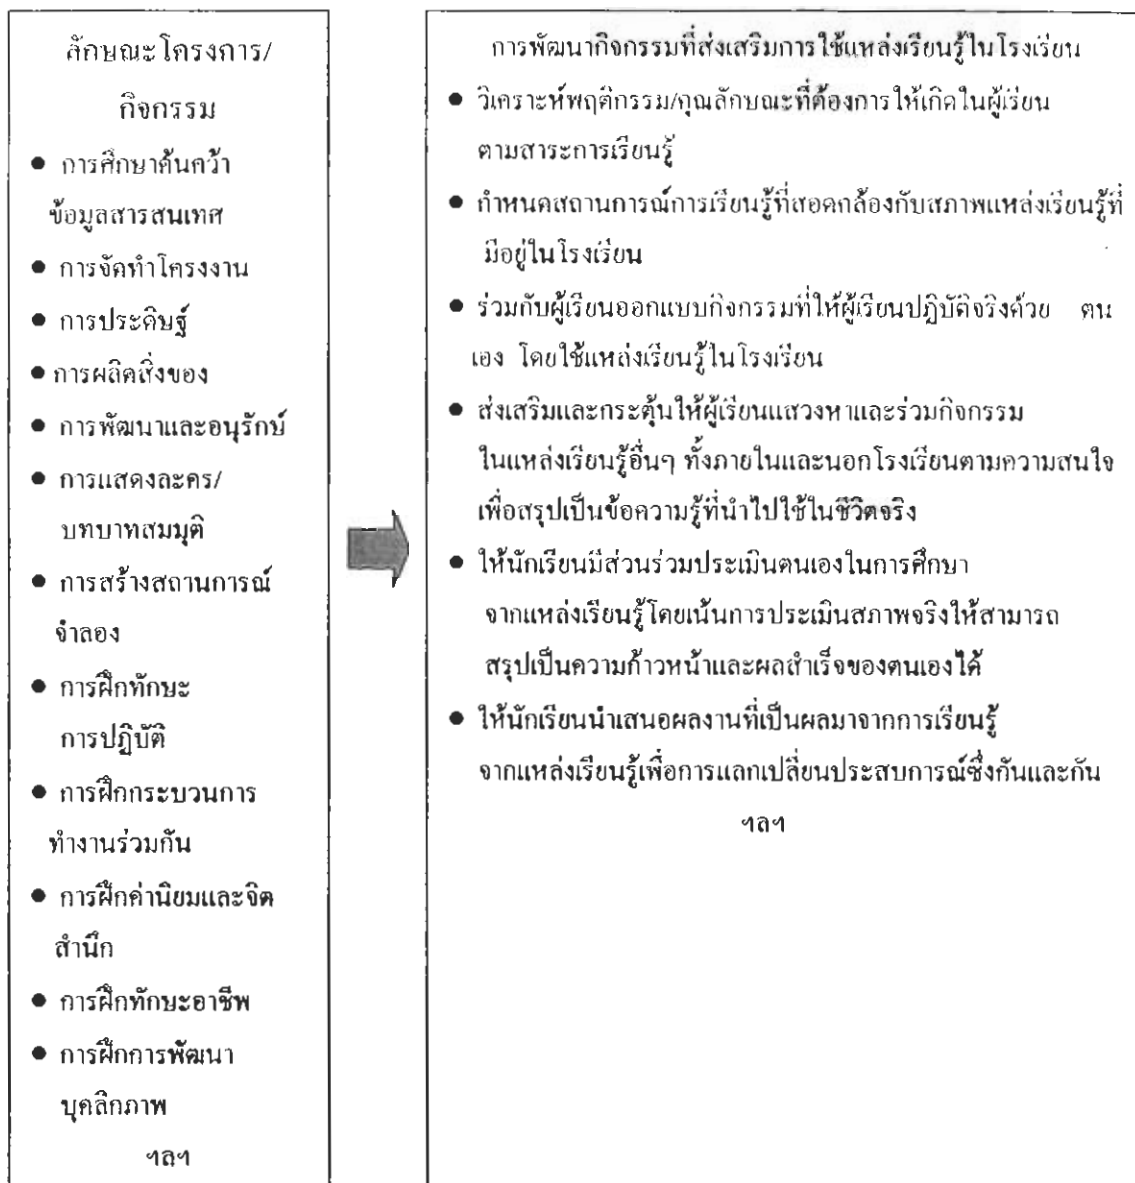 ลักษณะโครงการ/
กิจกรรม
● การศึกษาค้นคว้า
ข้อมูลสารสนเทศ
● การจัดทำโครงงาน
● การประดิษฐ์
● การผลิตสิ่งของ
● การพัฒนาและอนุรักษ์
● การแสดงละคร/
บทบาทสมมุติ
● การสร้างสถานการณ์
จำลอง
● การฝึกทักษะ
การปฏิบัติ
● การฝึกกระบวนการ
ทำงานร่วมกัน
● การฝึกค่านิยมและจิต
สำนึก
● การฝึกทักษะอาชีพ
● การฝึกการพัฒนา
บุคลิกภาพ
ฯลฯ
การพัฒนากิจกรรมที่ส่งเสริมการใช้แหล่งเรียนรู้ในโรงเรียน
● วิเคราะห์พฤติกรรม/คุณลักษณะที่ต้องการให้เกิดในผู้เรียน
ตามสาระการเรียนรู้
● กำหนดสถานการณ์การเรียนรู้ที่สอดคล้องกับสภาพแหล่งเรียนรู้ที่
มีอยู่ในโรงเรียน
● ร่วมกับผู้เรียนออกแบบกิจกรรมที่ให้ผู้เรียนปฏิบัติจริงด้วย ตน
เอง โดยใช้แหล่งเรียนรู้ในโรงเรียน
● ส่งเสริมและกระตุ้นให้ผู้เรียนแสวงหาและร่วมกิจกรรม
ในแหล่งเรียนรู้อื่นๆ ทั้งภายในและนอกโรงเรียนตามความสนใจ
เพื่อสรุปเป็นข้อความรู้ที่นำไปใช้ในชีวิตจริง
● ให้นักเรียนมีส่วนร่วมประเมินตนเองในการศึกษา
จากแหล่งเรียนรู้โดยเน้นการประเมินสภาพจริงให้สามารถ
สรุปเป็นความก้าวหน้าและผลสำเร็จของตนเองได้
● ให้นักเรียนนำเสนอผลงานที่เป็นผลมาจากการเรียนรู้
จากแหล่งเรียนรู้เพื่อการแลกเปลี่ยนประสบการณ์ซึ่งกันและกัน
ฯลฯ